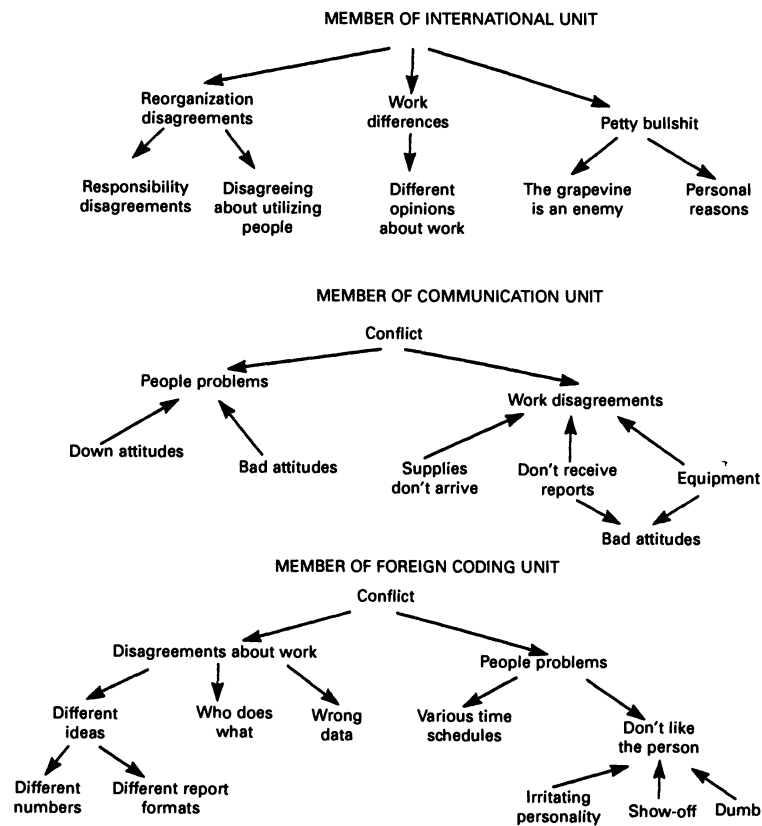 MEMBER OF INTERNATIONAL UNIT
Reorganization
disagreements
Work
differences
Petty bullshit
Responsibility
disagreements
Disagreeing
about utilizing
people
Different
opinions
about work
The grapevine
is an enemy
Personal
reasons
MEMBER OF COMMUNICATION UNIT
Conflict
People problems
Work disagreements
Down attitudes
Bad attitudes
Supplies
don't arrive
Don't receive
reports
Equipment
Bad attitudes
MEMBER OF FOREIGN CODING UNIT
Conflict
Disagreements about work
People problems
Different
ideas
Who does
what
Wrong
data
Various time
schedules
Don't like
the person
Different
numbers
Different report
formats
Irritating
personality
Show-off
Dumb